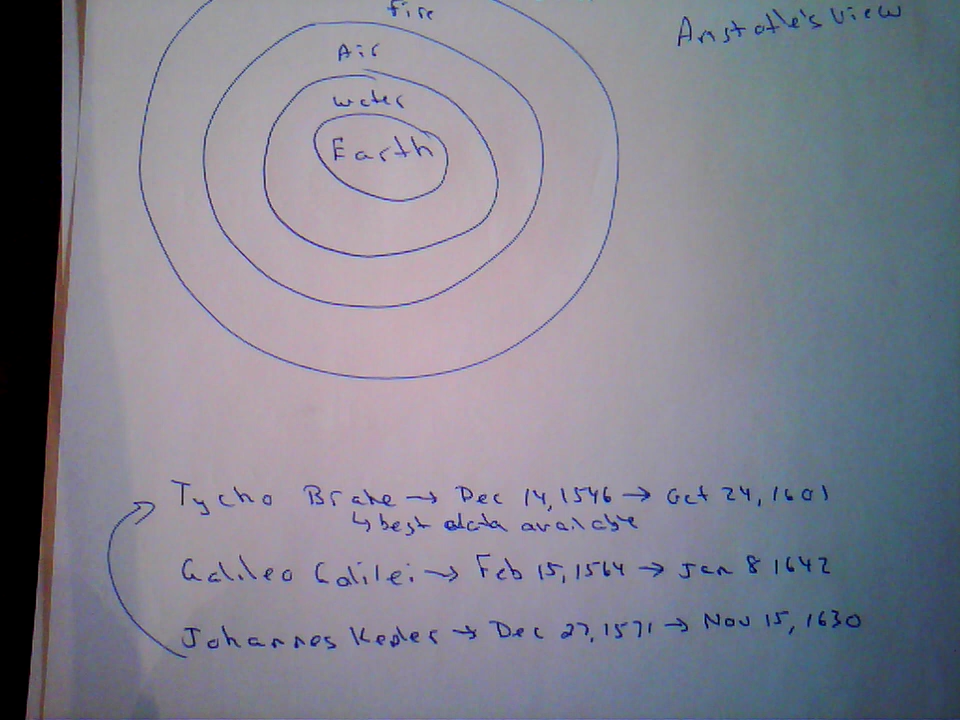 Fire
Aristotle's View
Air
Water
Earth
Tycho Brahe → Dec 14, 1546 → Oct 24, 1601
↳ best data available
Galileo Galilei → Feb 15, 1564 → Jan 8 1642
Johannes Kepler → Dec 27, 1571 → Nov 15, 1630